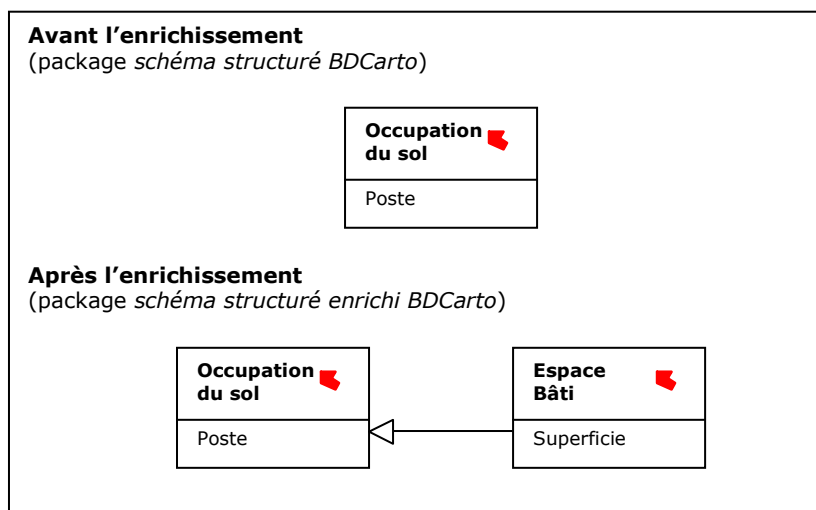 Avant l’enrichissement
(package schéma structuré BDCarto)
Occupation
du sol
Poste
Après l’enrichissement
(package schéma structuré enrichi BDCarto)
Occupation
du sol
Poste
Espace
Bâti
Superficie